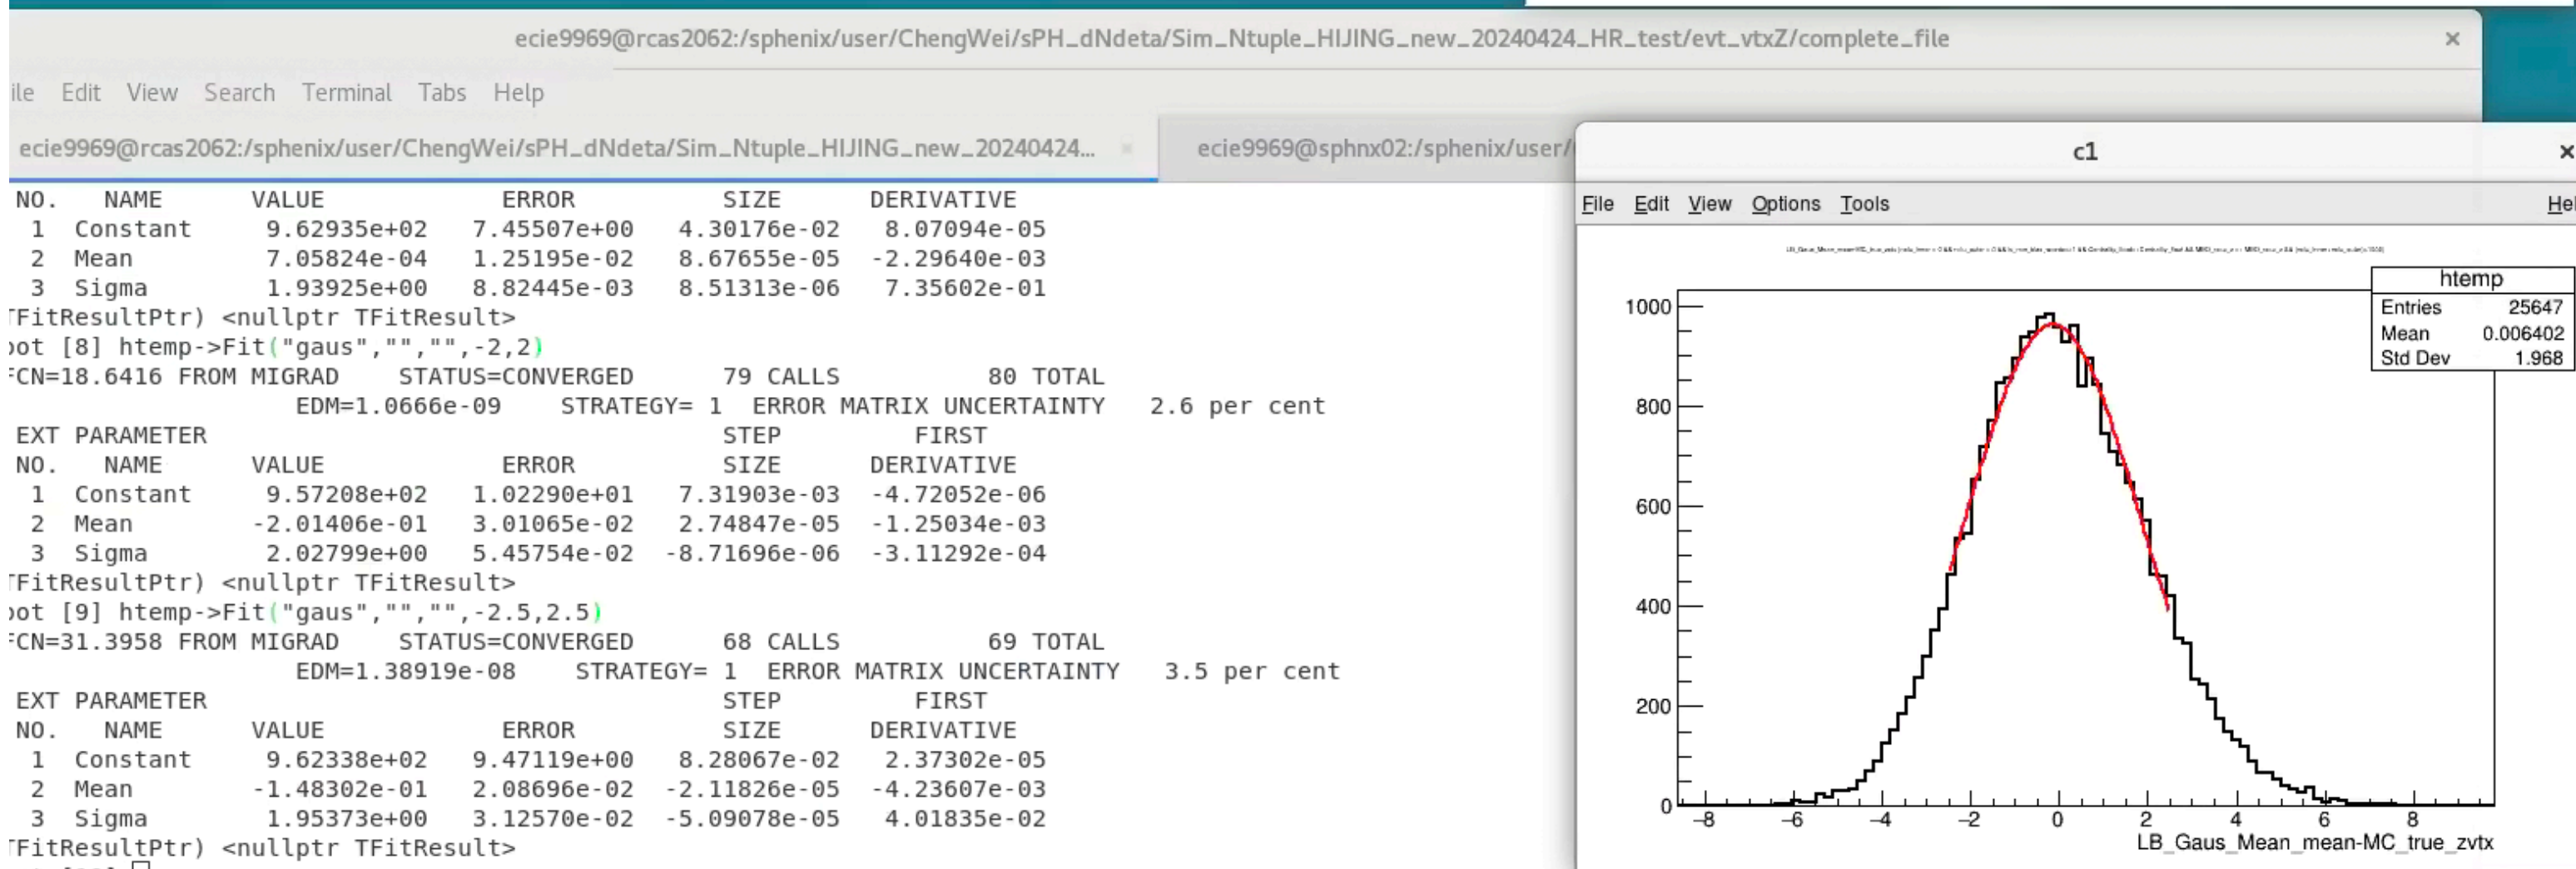 ecie9969@rcas2062:/sphenix/user/ChengWei/sPH_dNdeta/Sim_Ntuple_HIJING_new_20240424_HR_test/evt_vtxZ/complete_file ×
ile Edit View Search Terminal Tabs Help
ecie9969@rcas2062:/sphenix/user/ChengWei/sPH_dNdeta/Sim_Ntuple_HIJING_new_20240424... ×
ecie9969@sphnx02:/sphenix/user/
NO. NAME VALUE ERROR SIZE DERIVATIVE
1 Constant 9.62935e+02 7.45507e+00 4.30176e-02 8.07094e-05
2 Mean 7.05824e-04 1.25195e-02 8.67655e-05 -2.29640e-03
3 Sigma 1.93925e+00 8.82445e-03 8.51313e-06 7.35602e-01
TFitResultPtr) <nullptr TFitResult>
oot [8] htemp->Fit("gaus","","",-2,2)
FCN=18.6416 FROM MIGRAD STATUS=CONVERGED 79 CALLS 80 TOTAL
EDM=1.0666e-09 STRATEGY= 1 ERROR MATRIX UNCERTAINTY 2.6 per cent
EXT PARAMETER STEP FIRST
NO. NAME VALUE ERROR SIZE DERIVATIVE
1 Constant 9.57208e+02 1.02290e+01 7.31903e-03 -4.72052e-06
2 Mean -2.01406e-01 3.01065e-02 2.74847e-05 -1.25034e-03
3 Sigma 2.02799e+00 5.45754e-02 -8.71696e-06 -3.11292e-04
TFitResultPtr) <nullptr TFitResult>
oot [9] htemp->Fit("gaus","","",-2.5,2.5)
FCN=31.3958 FROM MIGRAD STATUS=CONVERGED 68 CALLS 69 TOTAL
EDM=1.38919e-08 STRATEGY= 1 ERROR MATRIX UNCERTAINTY 3.5 per cent
EXT PARAMETER STEP FIRST
NO. NAME VALUE ERROR SIZE DERIVATIVE
1 Constant 9.62338e+02 9.47119e+00 8.28067e-02 2.37302e-05
2 Mean -1.48302e-01 2.08696e-02 -2.11826e-05 -4.23607e-03
3 Sigma 1.95373e+00 3.12570e-02 -5.09078e-05 4.01835e-02
TFitResultPtr) <nullptr TFitResult>
c1 ×
File Edit View Options Tools Hel
htemp
Entries 25647
Mean 0.006402
Std Dev 1.968
1000
800
600
400
200
0
−8 −6 −4 −2 0 2 4 6 8
LB_Gaus_Mean_mean-MC_true_zvtx